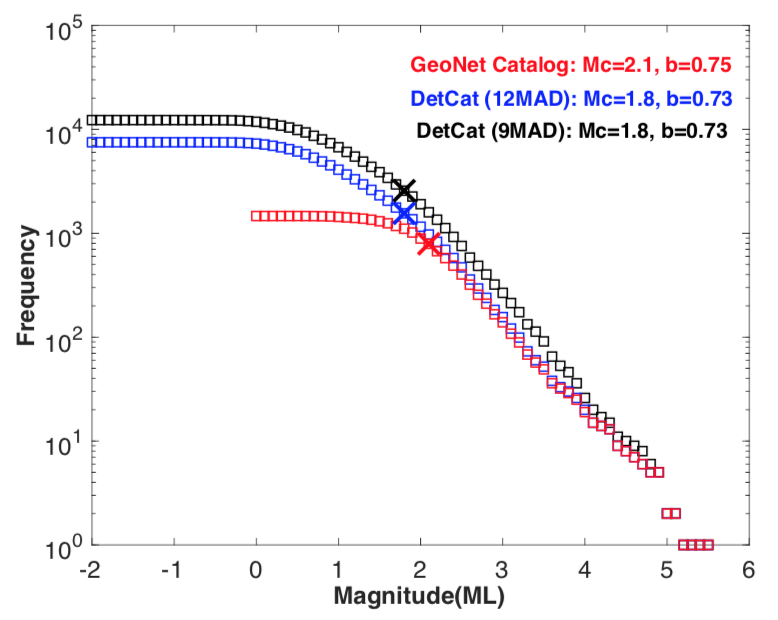 10^5
GeoNet Catalog: Mc=2.1, b=0.75
DetCat (12MAD): Mc=1.8, b=0.73
DetCat (9MAD): Mc=1.8, b=0.73
10^4
10^3
Frequency
10^2
10^1
10^0
-2 -1 0 1 2 3 4 5 6
Magnitude(ML)